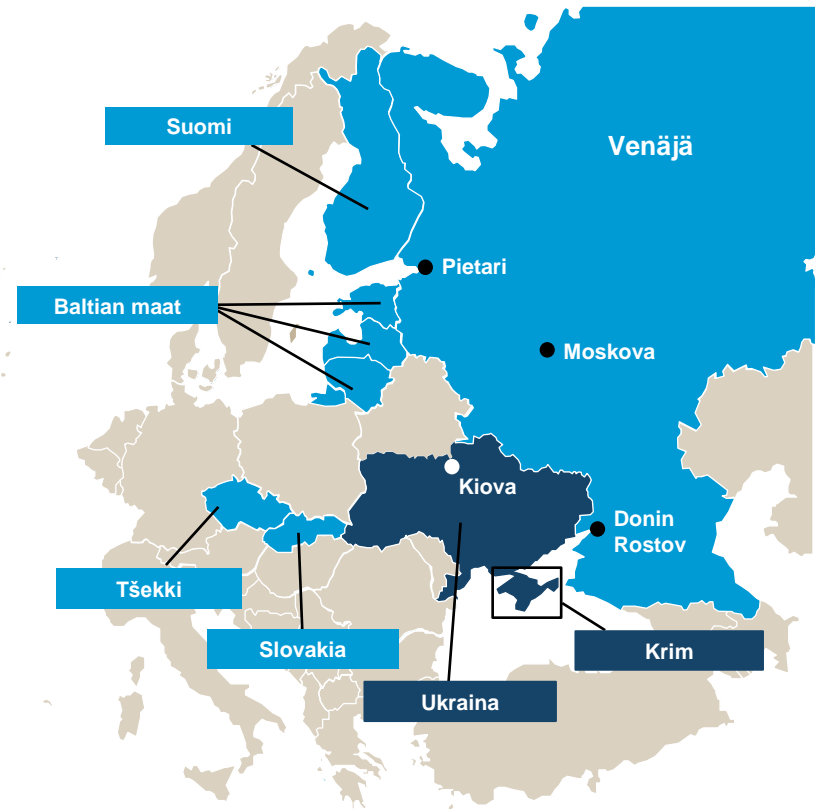 Suomi
Venäjä
Pietari
Baltian maat
Moskova
Kiova
Donin
Rostov
Tšekki
Slovakia
Krim
Ukraina